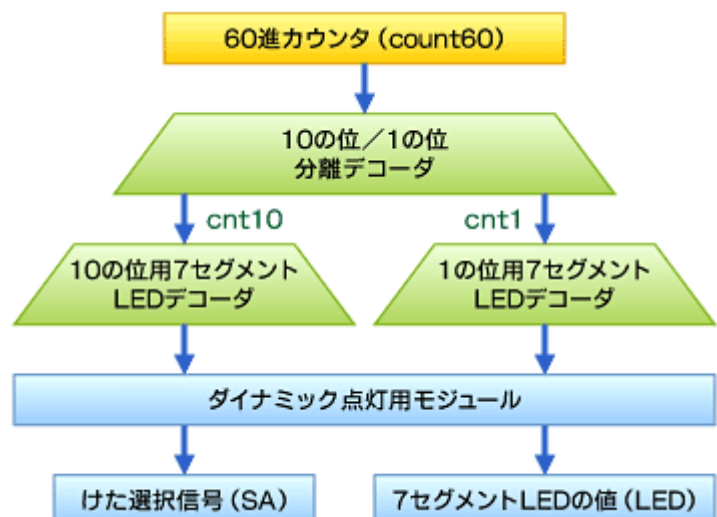 60進カウンタ(count60)
10の位/1の位
分離デコーダ
cnt10
cnt1
10の位用7セグメント
LEDデコーダ
1の位用7セグメント
LEDデコーダ
ダイナミック点灯用モジュール
けた選択信号(SA)
7セグメントLEDの値(LED)